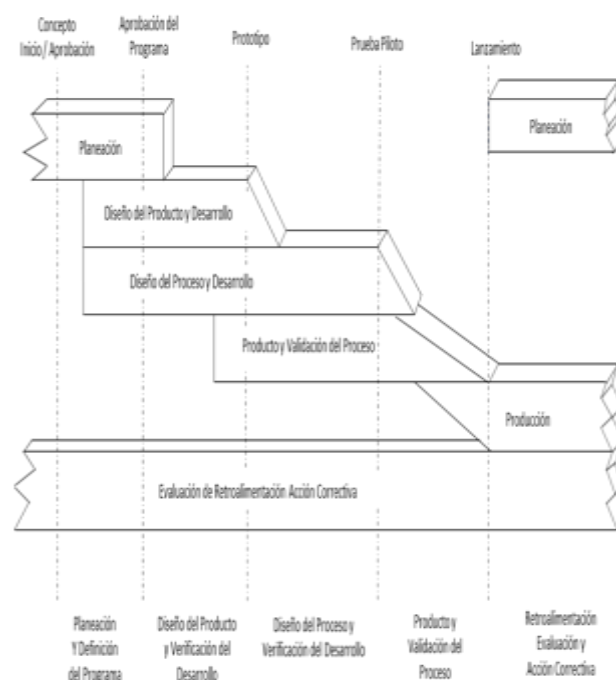 Concepto
Inicio / Aprobación
Aprobación del
Programa
Prototipo
Prueba Piloto
Lanzamiento
Planeación
Planeación
Diseño del Producto y Desarrollo
Diseño del Proceso y Desarrollo
Producto y Validación del Proceso
Producción
Evaluación de Retroalimentación Acción Correctiva
Planeación
Y Definición
del Programa
Diseño del Producto
y Verificación del
Desarrollo
Diseño del Proceso y
Verificación del Desarrollo
Producto y
Validación del
Proceso
Retroalimentación
Evaluación y
Acción Correctiva